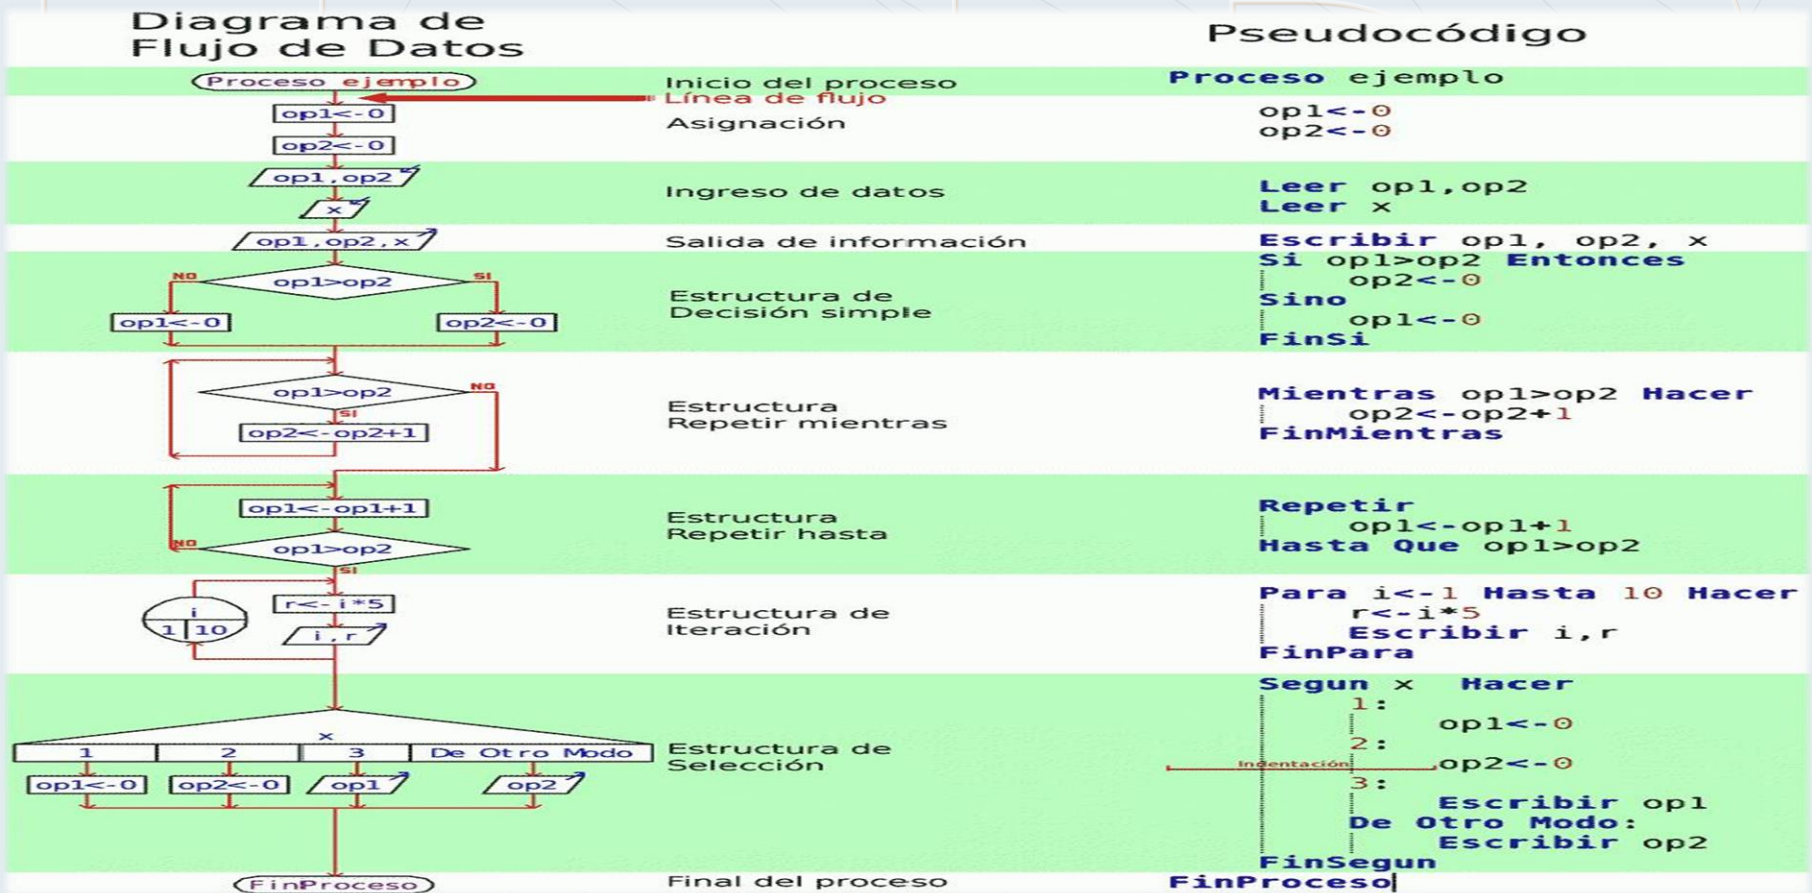 Diagrama de
Flujo de Datos
Pseudocódigo
Proceso ejemplo
Inicio del proceso
Proceso ejemplo
Línea de flujo
op1<-0
Asignación
op1<-0
op2<-0
op2<-0
op1,op2
Ingreso de datos
Leer op1,op2
x
Leer x
op1,op2,x
Salida de información
Escribir op1, op2, x
NO
op1>op2
SI
op1<-0
op2<-0
Estructura de
Decisión simple
Si op1>op2 Entonces
op2<-0
Sino
op1<-0
FinSi
op1>op2
NO
SI
op2<-op2+1
Estructura
Repetir mientras
Mientras op1>op2 Hacer
op2<-op2+1
FinMientras
op1<-op1+1
NO
op1>op2
SI
Estructura
Repetir hasta
Repetir
op1<-op1+1
Hasta Que op1>op2
i
1 10
r<-i*5
i,r
Estructura de
Iteración
Para i<-1 Hasta 10 Hacer
r<-i*5
Escribir i,r
FinPara
x
1 2 3 De Otro Modo
op1<-0 op2<-0 op1 op2
Estructura de
Selección
Segun x Hacer
1:
op1<-0
2:
Indentación
op2<-0
3:
Escribir op1
De Otro Modo:
Escribir op2
FinSegun
FinProceso
Final del proceso
FinProceso